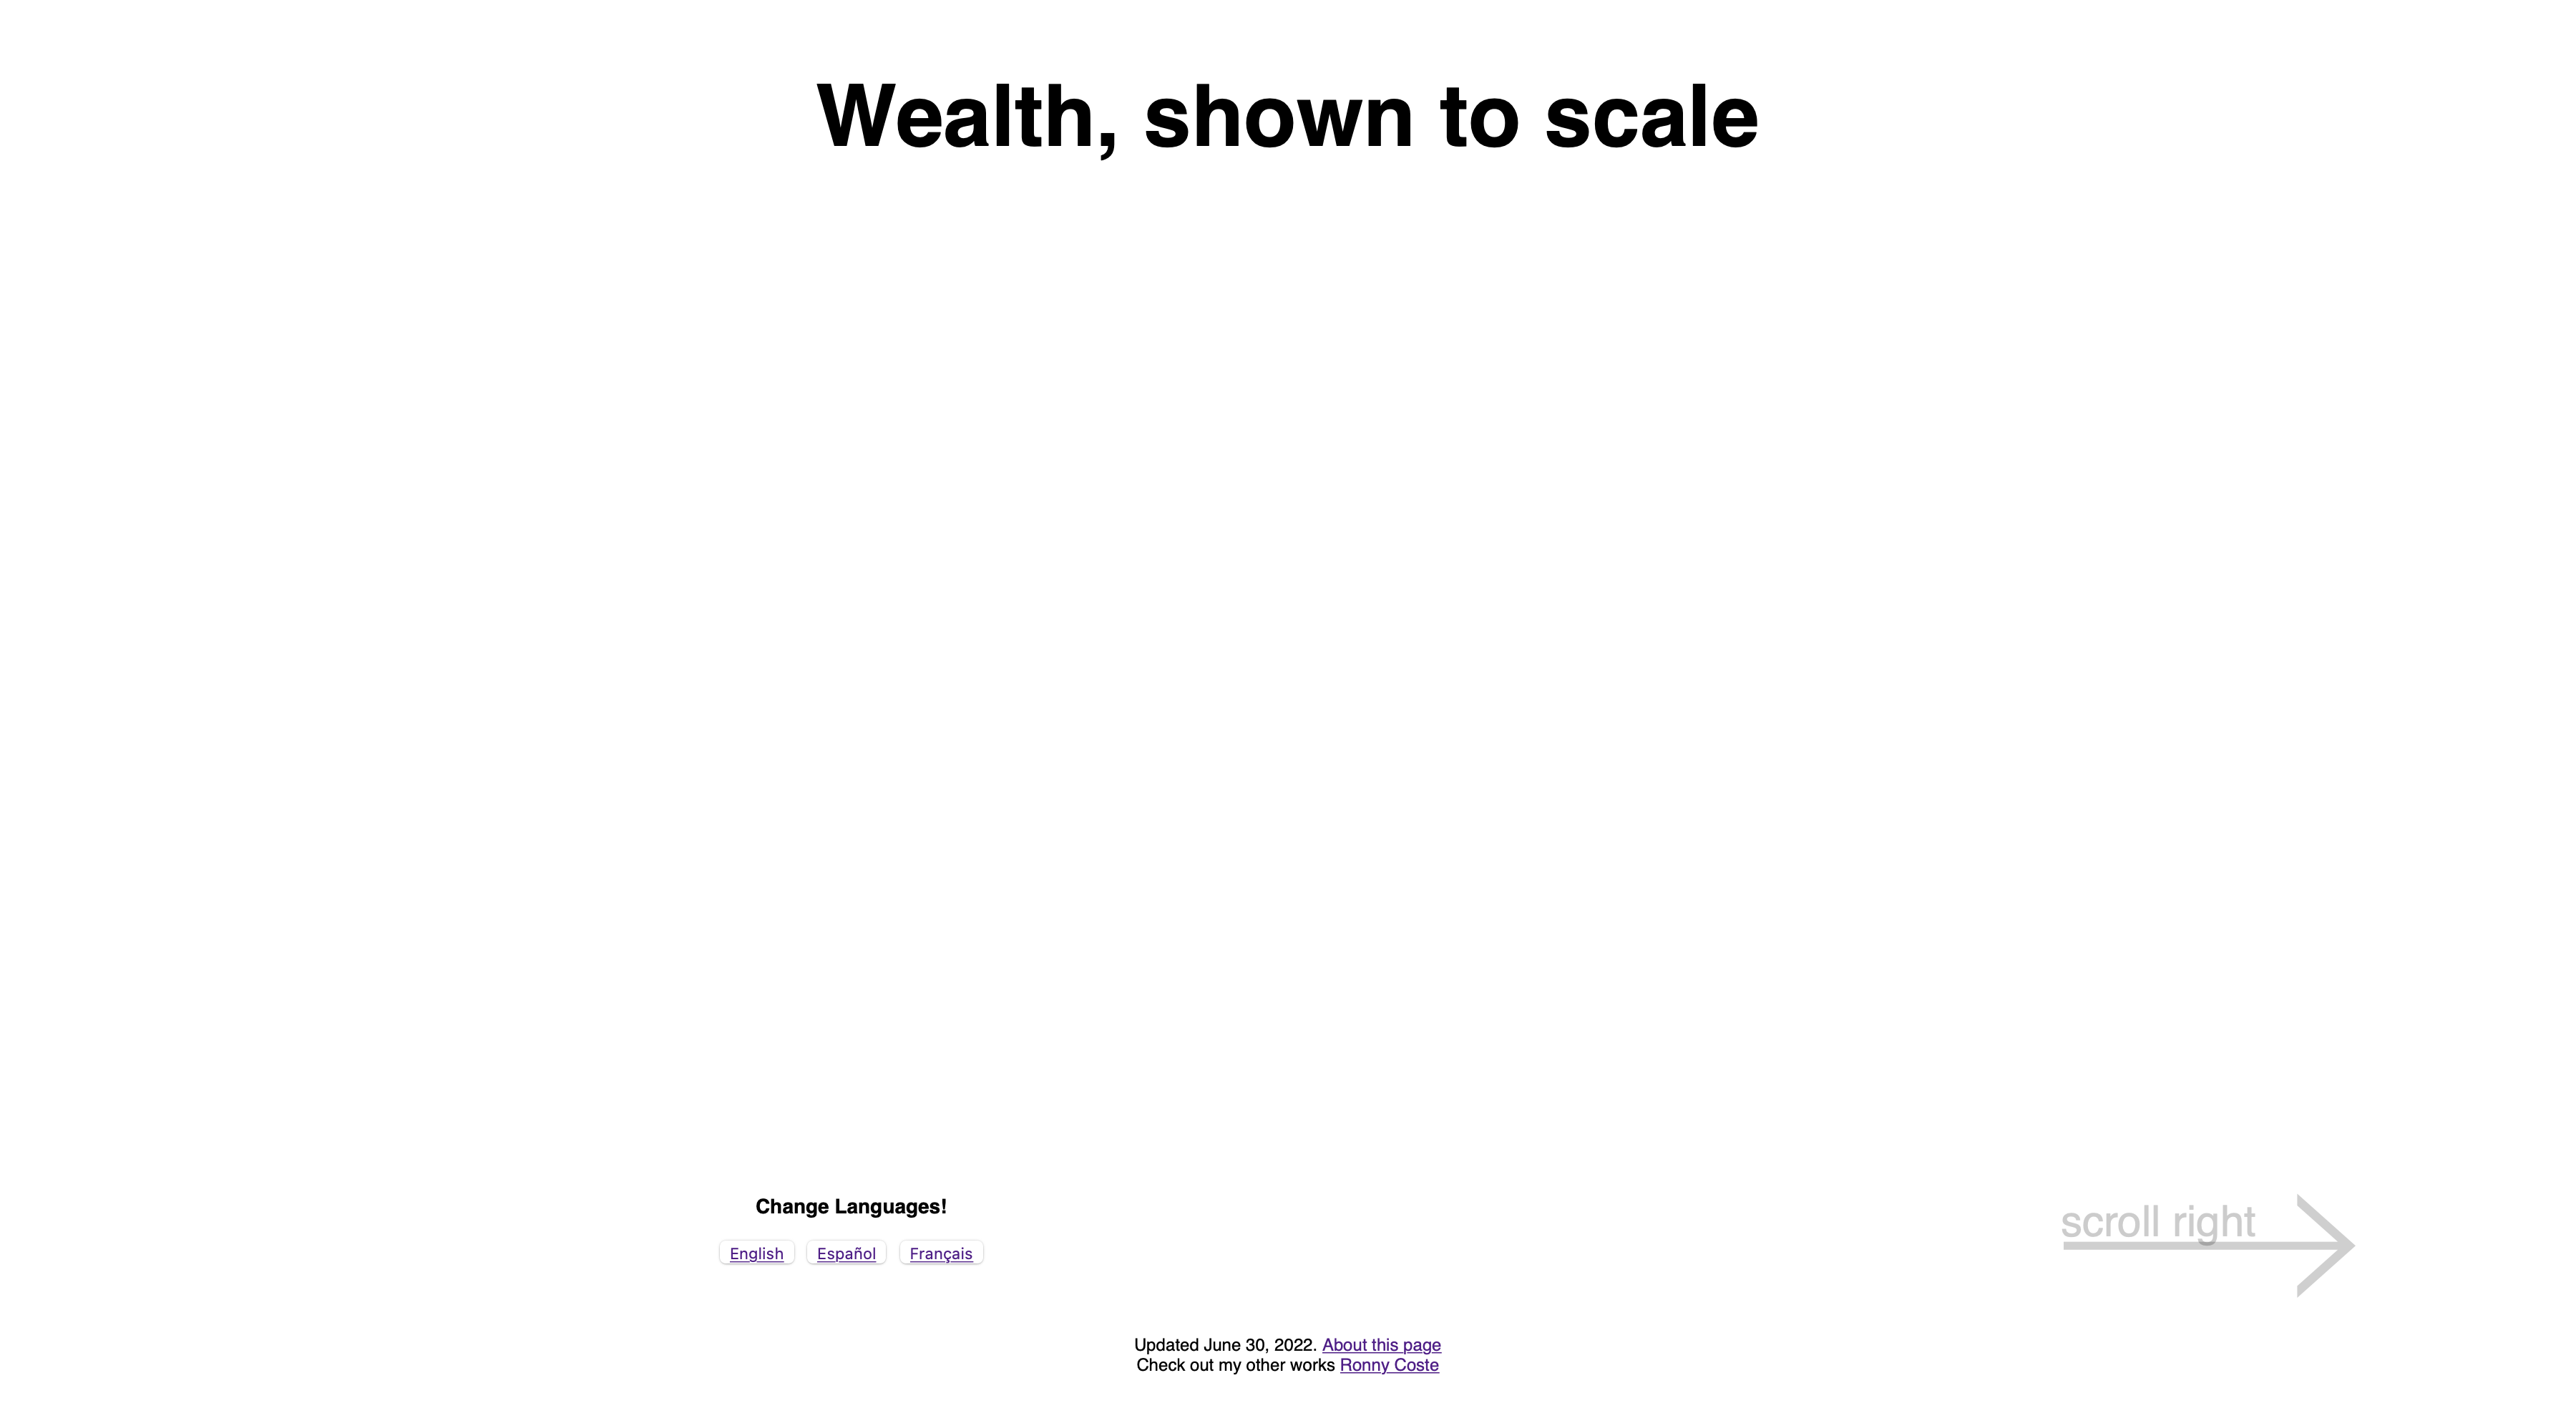 Wealth, shown to scale
Change Languages!
English Español Français
scroll right
Updated June 30, 2022. About this page
Check out my other works Ronny Coste